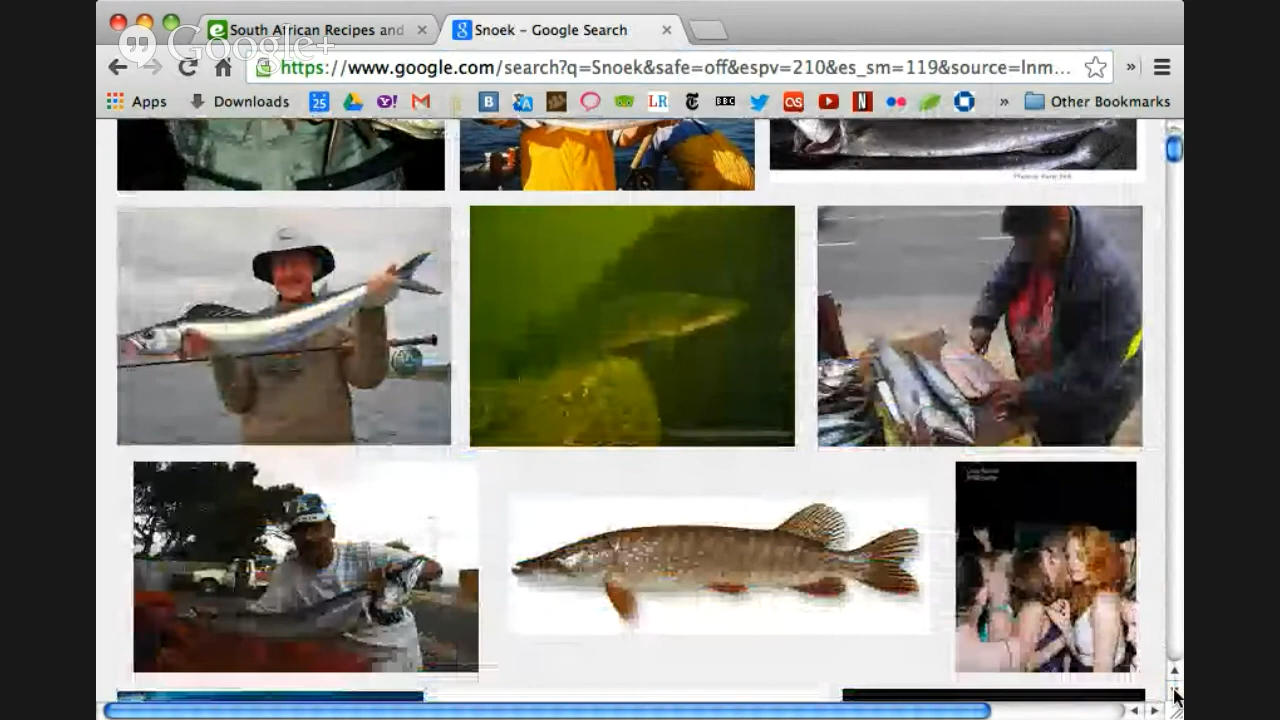 South African Recipes and
Snoek - Google Search
Google+
https://www.google.com/search?q=Snoek&safe=off&espv=210&es_sm=119&source=lnm...
Apps
Downloads
25
Y!
B
A
LR
T
BBC
N
Other Bookmarks